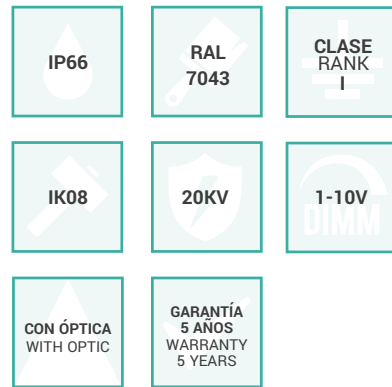 IP66
RAL
7043
CLASE
RANK
I
IK08
20KV
1-10V
DIMM
CON ÓPTICA
WITH OPTIC
GARANTÍA
5 AÑOS
WARRANTY
5 YEARS